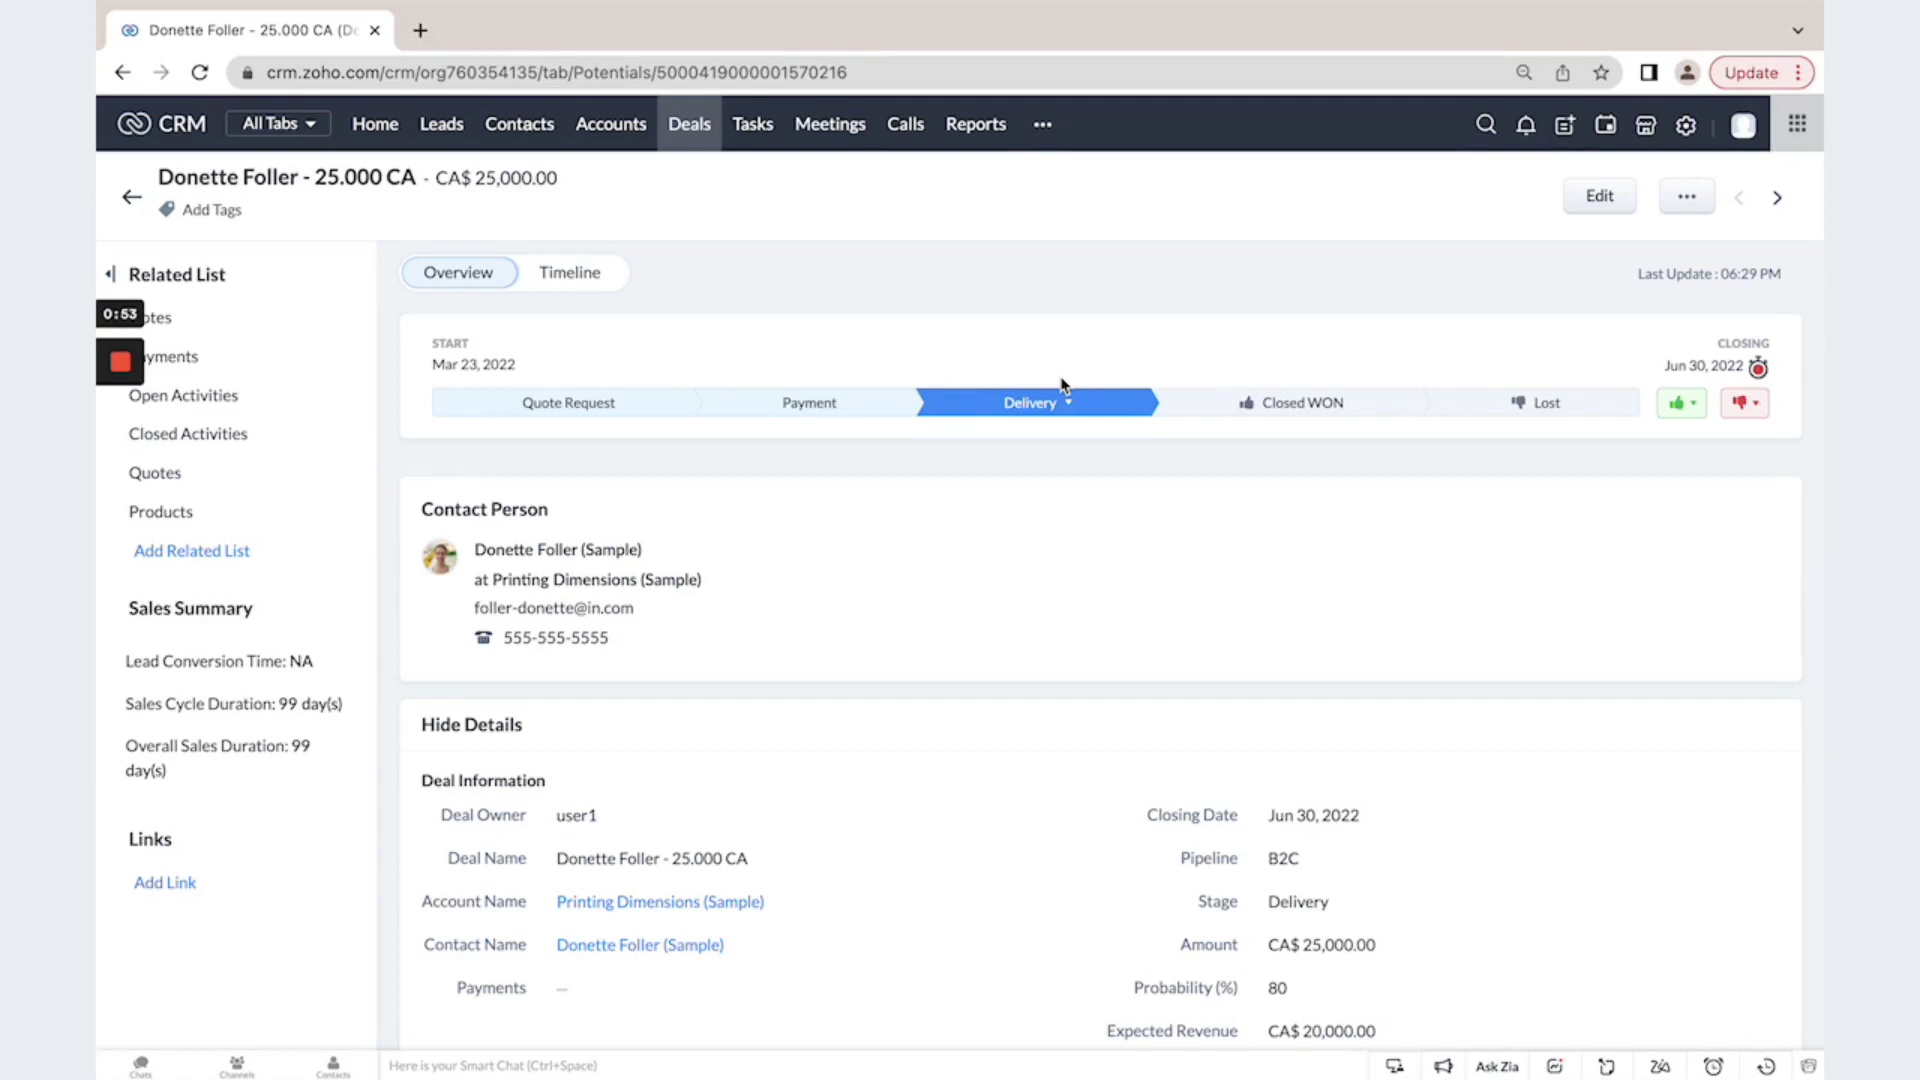 Donette Foller - 25.000 CA (De
crm.zoho.com/crm/org760354135/tab/Potentials/5000419000001570216
Update
CRM
All Tabs
Home
Leads
Contacts
Accounts
Deals
Tasks
Meetings
Calls
Reports
Donette Foller - 25.000 CA - CA$ 25,000.00
Add Tags
Edit
Related List
0:53
otes
yments
Open Activities
Closed Activities
Quotes
Products
Add Related List
Sales Summary
Lead Conversion Time: NA
Sales Cycle Duration: 99 day(s)
Overall Sales Duration: 99
day(s)
Links
Add Link
Overview
Timeline
Last Update : 06:29 PM
START
Mar 23, 2022
CLOSING
Jun 30, 2022
Quote Request
Payment
Delivery
Closed WON
Lost
Contact Person
Donette Foller (Sample)
at Printing Dimensions (Sample)
foller-donette@in.com
555-555-5555
Hide Details
Deal Information
Deal Owner user1
Deal Name Donette Foller - 25.000 CA
Account Name Printing Dimensions (Sample)
Contact Name Donette Foller (Sample)
Payments —
Closing Date Jun 30, 2022
Pipeline B2C
Stage Delivery
Amount CA$ 25,000.00
Probability (%) 80
Expected Revenue CA$ 20,000.00
Chats
Channels
Contacts
Here is your Smart Chat (Ctrl+Space)
Ask Zia